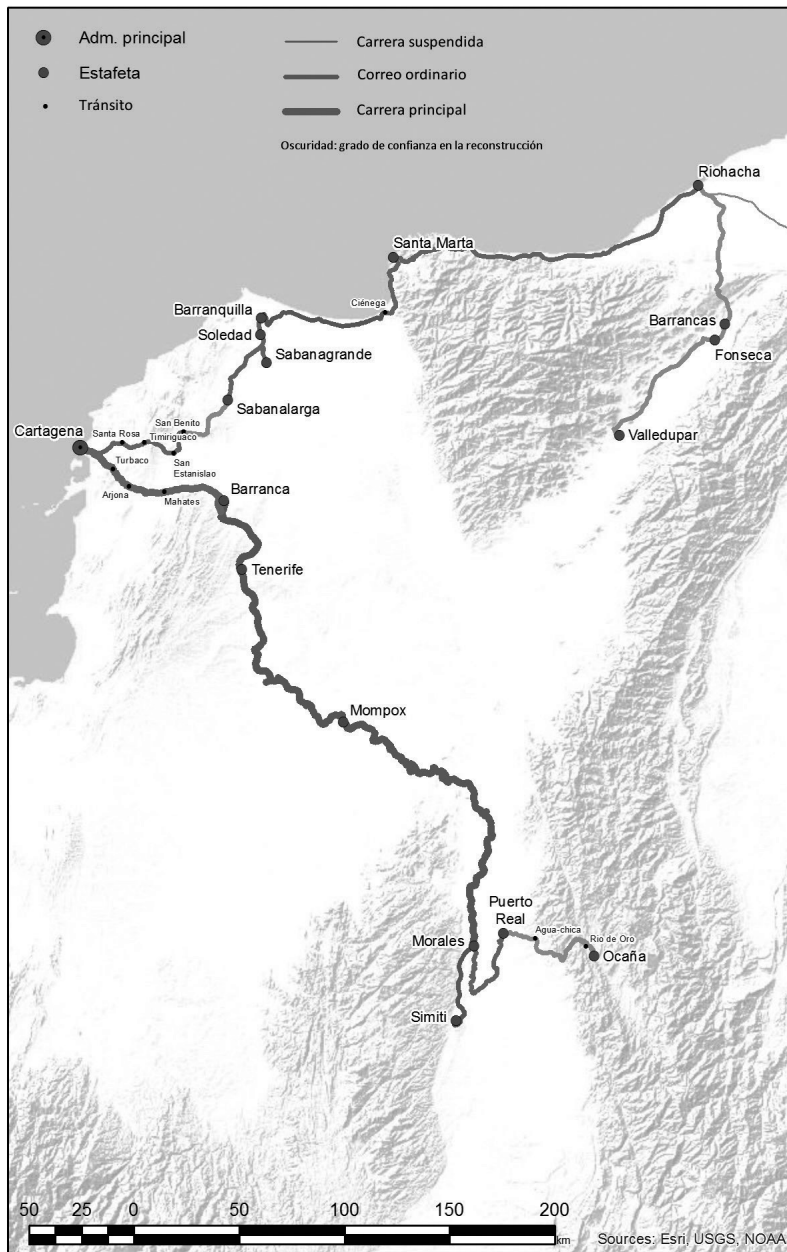 Adm. principal
Estafeta
Tránsito
Carrera suspendida
Correo ordinario
Carrera principal
Oscuridad: grado de confianza en la reconstrucción
Riohacha
Santa Marta
Ciénega
Barranquilla
Soledad
Sabanagrande
Barrancas
Fonseca
Sabanalarga
Valledupar
Cartagena
San Benito
Santa Rosa
Timiriguaco
San
Estanislao
Turbaco
Arjona
Mahates
Barranca
Tenerife
Mompox
Puerto
Real
Agua-chica
Rio de Oro
Morales
Ocaña
Simiti
50 25 0 50 100 150 200
km
Sources: Esri, USGS, NOAA